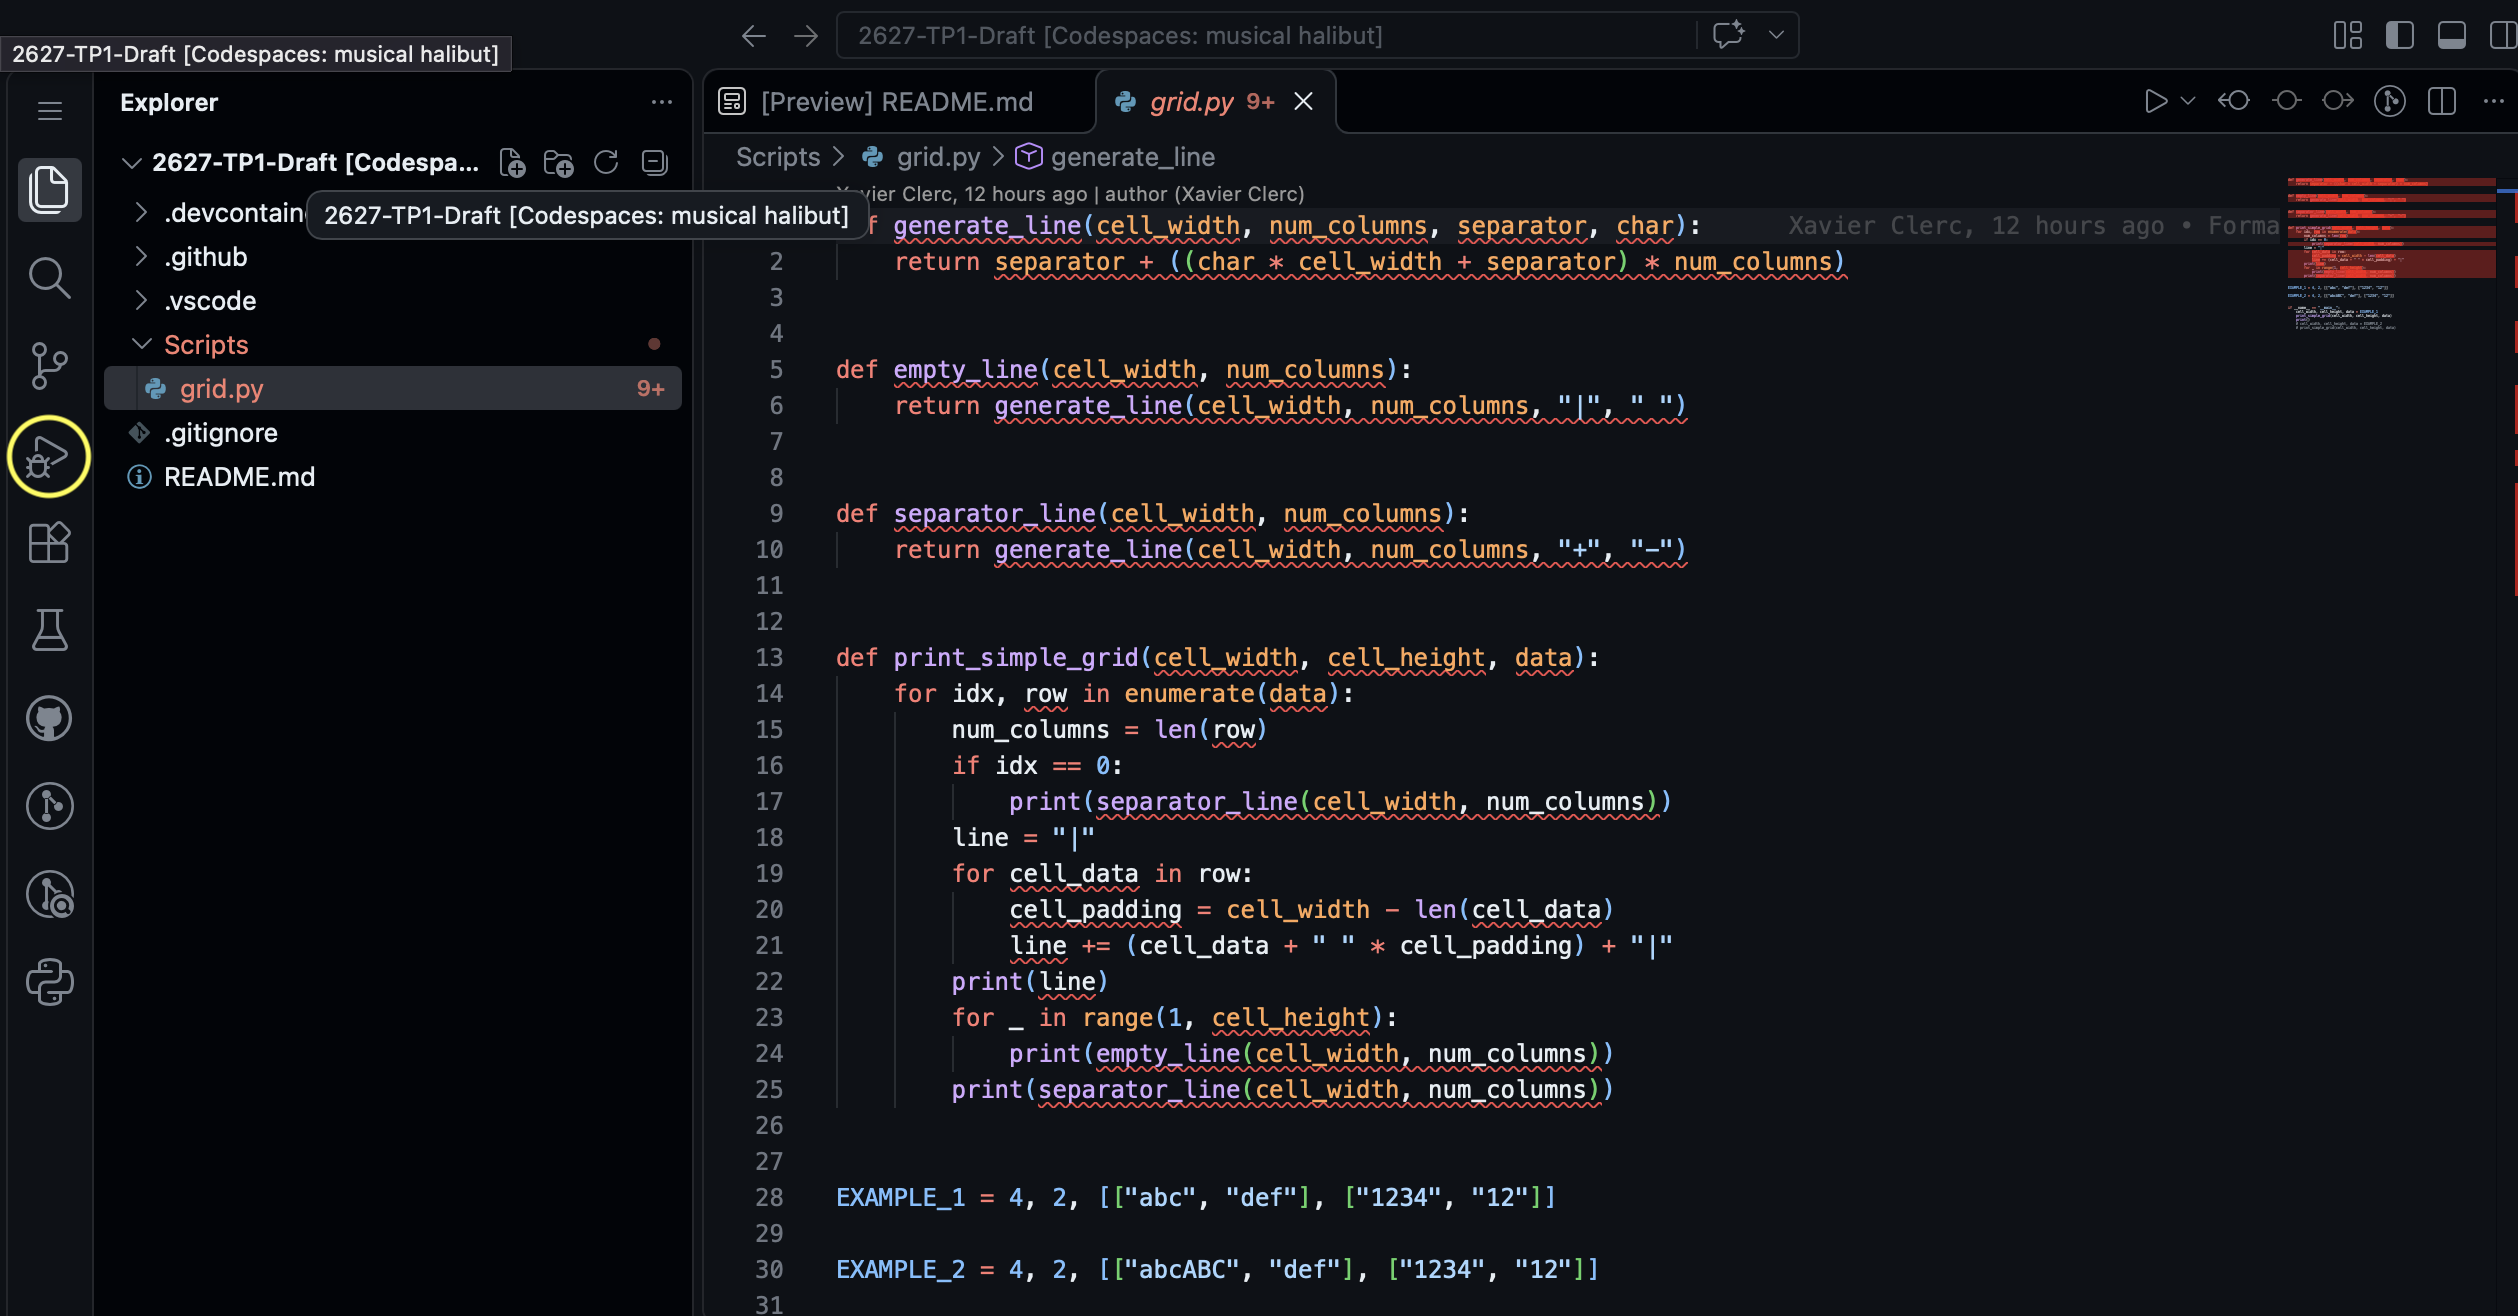 2627-TP1-Draft [Codespaces: musical halibut]
2627-TP1-Draft [Codespaces: musical halibut]
Explorer
[Preview] README.md
grid.py 9+
2627-TP1-Draft [Codespa...
Scripts > grid.py > generate_line
.devcontain
2627-TP1-Draft [Codespaces: musical halibut]
.github
.vscode
Scripts
grid.py 9+
.gitignore
README.md
vier Clerc, 12 hours ago | author (Xavier Clerc)
f generate_line(cell_width, num_columns, separator, char): Xavier Clerc, 12 hours ago • Forma
2 return separator + ((char * cell_width + separator) * num_columns)
3
4
5 def empty_line(cell_width, num_columns):
6 return generate_line(cell_width, num_columns, "|", " ")
7
8
9 def separator_line(cell_width, num_columns):
10 return generate_line(cell_width, num_columns, "+", "-")
11
12
13 def print_simple_grid(cell_width, cell_height, data):
14 for idx, row in enumerate(data):
15 num_columns = len(row)
16 if idx == 0:
17 print(separator_line(cell_width, num_columns))
18 line = "|"
19 for cell_data in row:
20 cell_padding = cell_width - len(cell_data)
21 line += (cell_data + " " * cell_padding) + "|"
22 print(line)
23 for _ in range(1, cell_height):
24 print(empty_line(cell_width, num_columns))
25 print(separator_line(cell_width, num_columns))
26
27
28 EXAMPLE_1 = 4, 2, [["abc", "def"], ["1234", "12"]]
29
30 EXAMPLE_2 = 4, 2, [["abcABC", "def"], ["1234", "12"]]
31